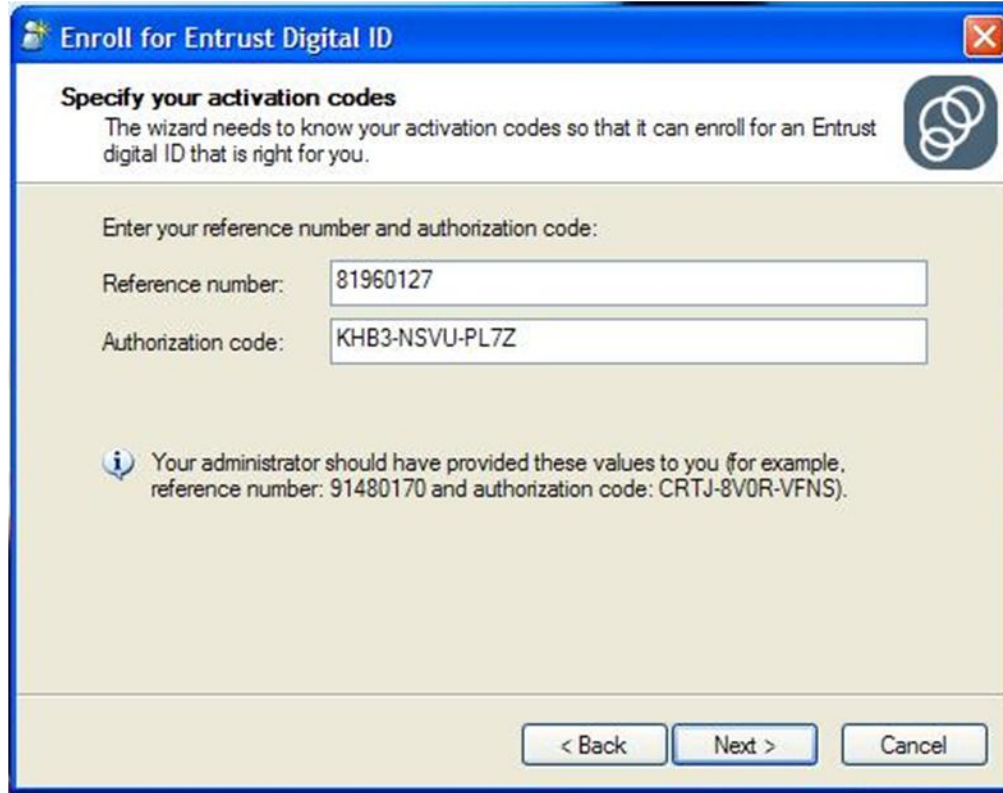 Enroll for Entrust Digital ID
Specify your activation codes
The wizard needs to know your activation codes so that it can enroll for an Entrust
digital ID that is right for you.
Enter your reference number and authorization code:
Reference number: 81960127
Authorization code: KHB3-NSVU-PL7Z
Your administrator should have provided these values to you (for example,
reference number: 91480170 and authorization code: CRTJ-8V0R-VFNS).
< Back Next > Cancel